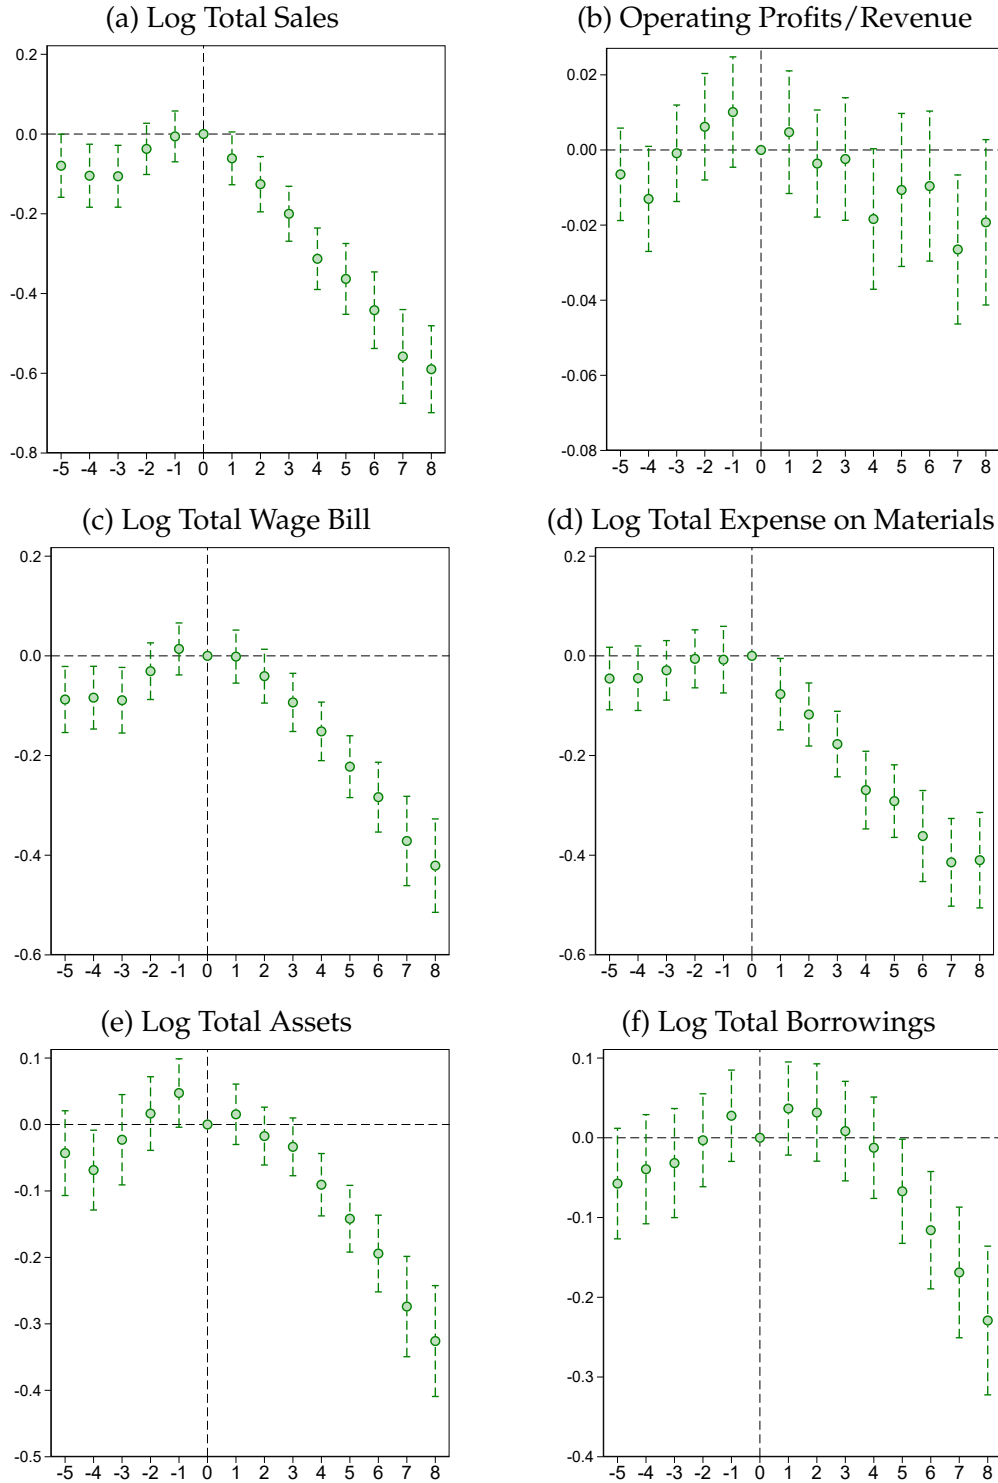 (a) Log Total Sales
0.2
0.0
-0.2
-0.4
-0.6
-0.8
-5 -4 -3 -2 -1 0 1 2 3 4 5 6 7 8
(b) Operating Profits/Revenue
0.02
0.00
-0.02
-0.04
-0.06
-0.08
-5 -4 -3 -2 -1 0 1 2 3 4 5 6 7 8
(c) Log Total Wage Bill
0.2
0.0
-0.2
-0.4
-0.6
-5 -4 -3 -2 -1 0 1 2 3 4 5 6 7 8
(d) Log Total Expense on Materials
0.2
0.0
-0.2
-0.4
-0.6
-5 -4 -3 -2 -1 0 1 2 3 4 5 6 7 8
(e) Log Total Assets
0.1
0.0
-0.1
-0.2
-0.3
-0.4
-0.5
-5 -4 -3 -2 -1 0 1 2 3 4 5 6 7 8
(f) Log Total Borrowings
0.1
0.0
-0.1
-0.2
-0.3
-0.4
-5 -4 -3 -2 -1 0 1 2 3 4 5 6 7 8